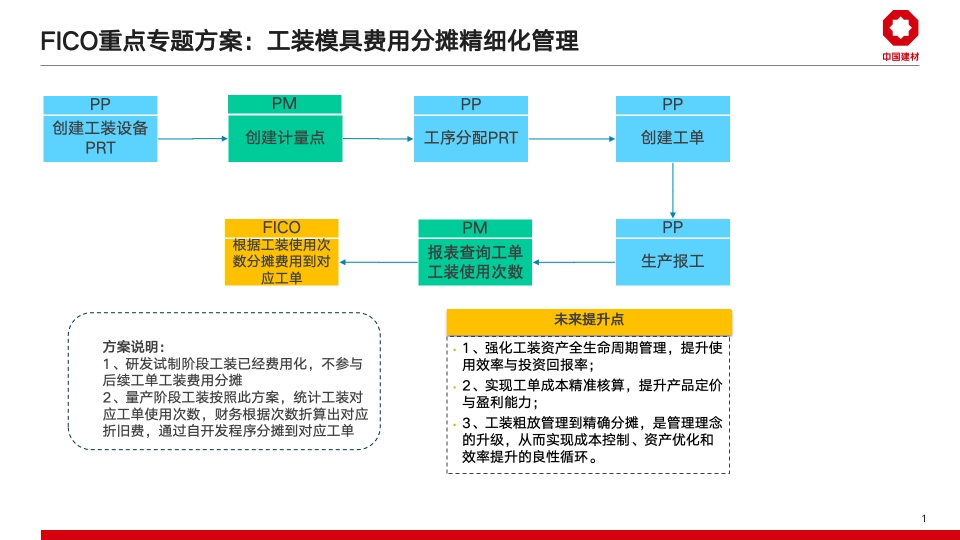 FICO重点专题方案：工装模具费用分摊精细化管理
中国建材
PP
创建工装设备
PRT
PM
创建计量点
PP
工序分配PRT
PP
创建工单
FICO
根据工装使用次
数分摊费用到对
应工单
PM
报表查询工单
工装使用次数
PP
生产报工
方案说明：
1、研发试制阶段工装已经费用化，不参与
后续工单工装费用分摊
2、量产阶段工装按照此方案，统计工装对
应工单使用次数，财务根据次数折算出对应
折旧费，通过自开发程序分摊到对应工单
未来提升点
1、强化工装资产全生命周期管理，提升使
用效率与投资回报率；
2、实现工单成本精准核算，提升产品定价
与盈利能力；
3、工装粗放管理到精确分摊，是管理理念
的升级，从而实现成本控制、资产优化和
效率提升的良性循环。
1